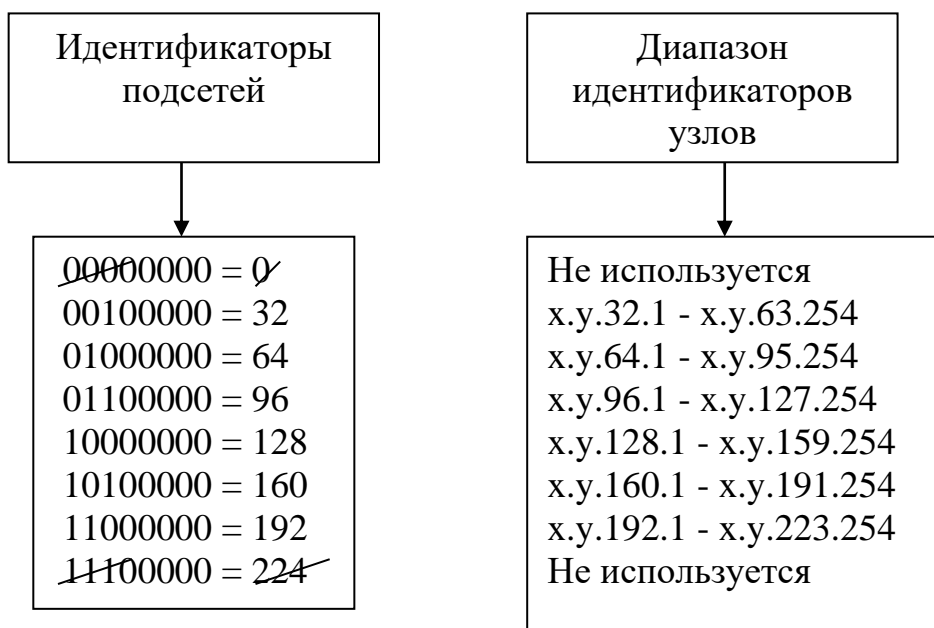 Идентификаторы
подсетей
Диапазон
идентификаторов
узлов
00000000 = 0
00100000 = 32
01000000 = 64
01100000 = 96
10000000 = 128
10100000 = 160
11000000 = 192
11100000 = 224
Не используется
x.y.32.1 - x.y.63.254
x.y.64.1 - x.y.95.254
x.y.96.1 - x.y.127.254
x.y.128.1 - x.y.159.254
x.y.160.1 - x.y.191.254
x.y.192.1 - x.y.223.254
Не используется